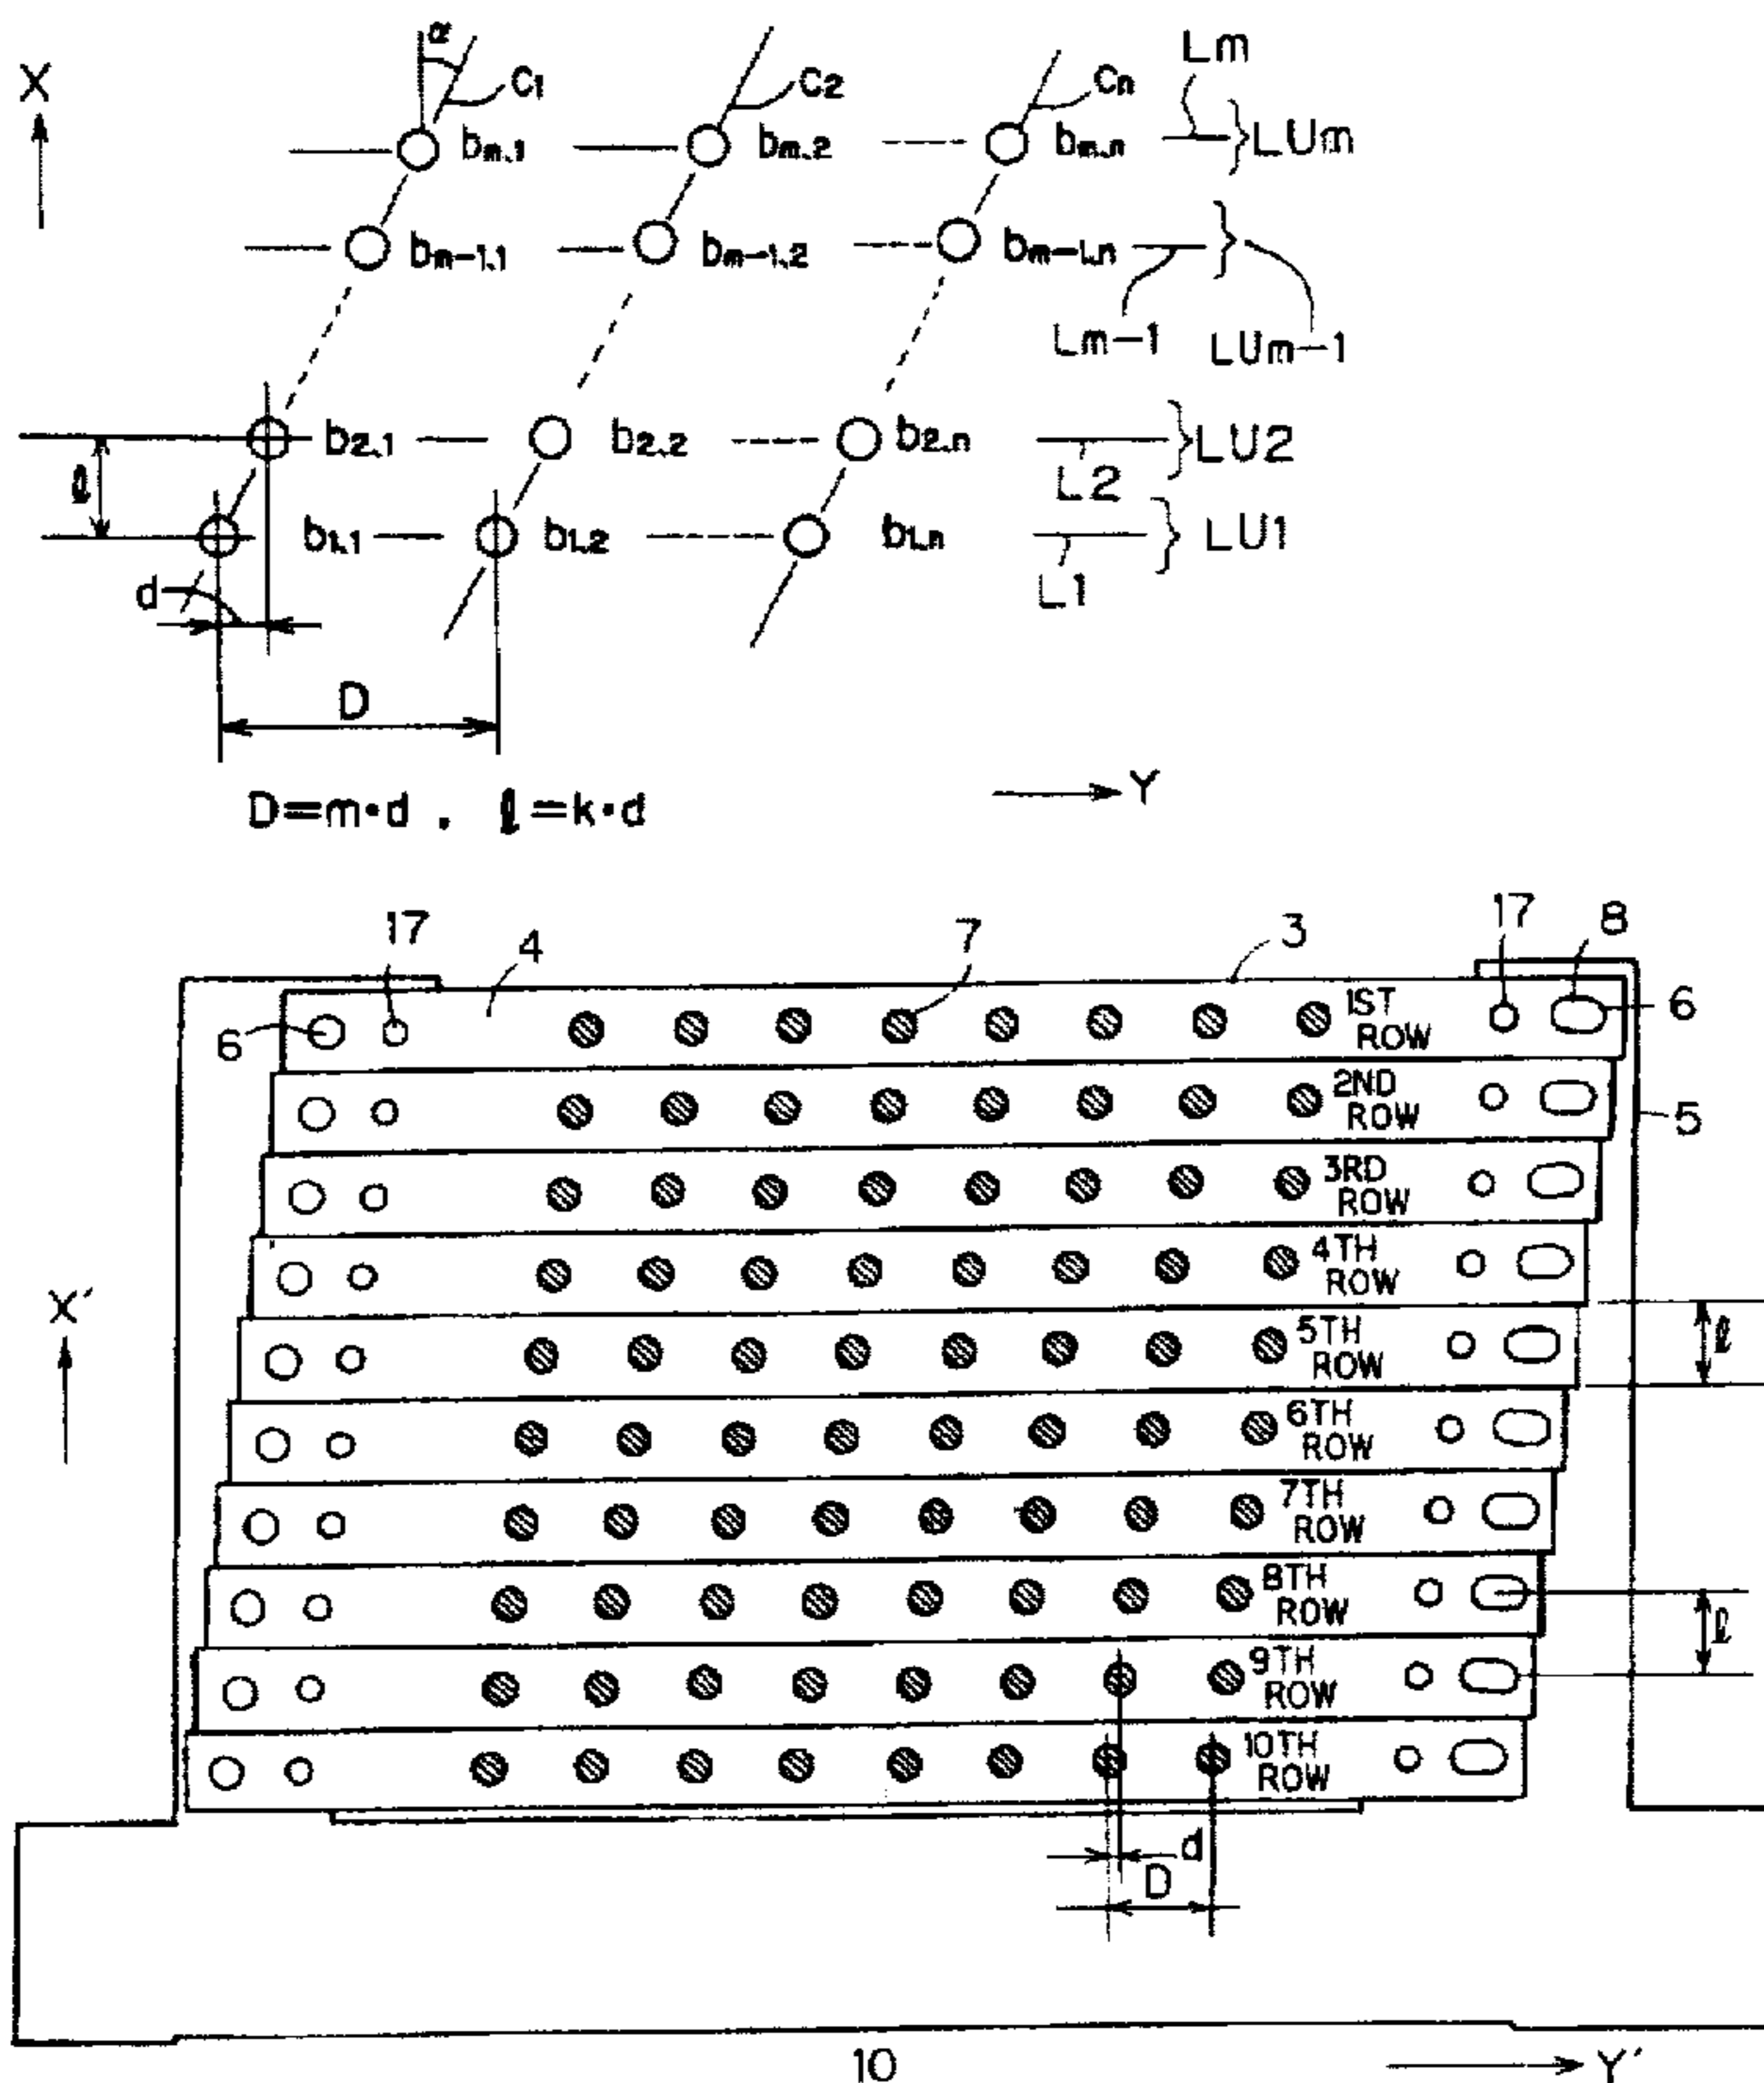 α
X
C1
C2
Cn
Lm
bm.1
bm.2
bm.n
LUm
bm-1.1
bm-1.2
bm-1.n
Lm-1
LUm-1
b2.1
b2.2
b2.n
L2
LU2
ℓ
b1.1
b1.2
b1.n
L1
LU1
d
D
D=m·d . ℓ=k·d
Y
17
4
7
3
17
8
6
1ST
ROW
6
2ND
ROW
5
3RD
ROW
4TH
ROW
X′
5TH
ROW
ℓ
6TH
ROW
7TH
ROW
8TH
ROW
ℓ
9TH
ROW
10TH
ROW
d
D
10
Y′